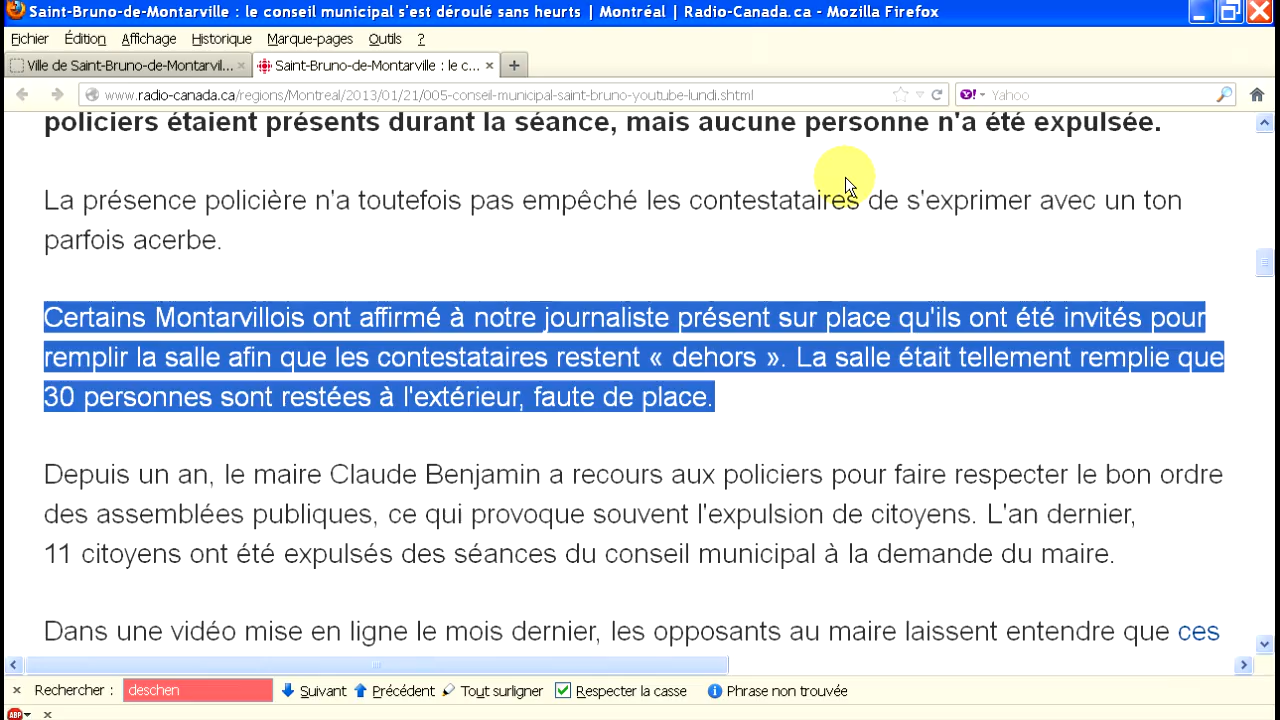 Saint-Bruno-de-Montarville : le conseil municipal s'est déroulé sans heurts | Montréal | Radio-Canada.ca - Mozilla Firefox
Fichier Édition Affichage Historique Marque-pages Outils ?
Ville de Saint-Bruno-de-Montarvil... Saint-Bruno-de-Montarville : le c...
www.radio-canada.ca/regions/Montreal/2013/01/21/005-conseil-municipal-saint-bruno-youtube-lundi.shtml Yahoo
policiers étaient présents durant la séance, mais aucune personne n'a été expulsée.
La présence policière n'a toutefois pas empêché les contestataires de s'exprimer avec un ton
parfois acerbe.
Certains Montarvillois ont affirmé à notre journaliste présent sur place qu'ils ont été invités pour
remplir la salle afin que les contestataires restent « dehors ». La salle était tellement remplie que
30 personnes sont restées à l'extérieur, faute de place.
Depuis un an, le maire Claude Benjamin a recours aux policiers pour faire respecter le bon ordre
des assemblées publiques, ce qui provoque souvent l'expulsion de citoyens. L'an dernier,
11 citoyens ont été expulsés des séances du conseil municipal à la demande du maire.
Dans une vidéo mise en ligne le mois dernier, les opposants au maire laissent entendre que ces
Rechercher : deschen Suivant Précédent Tout surligner Respecter la casse Phrase non trouvée
ABP